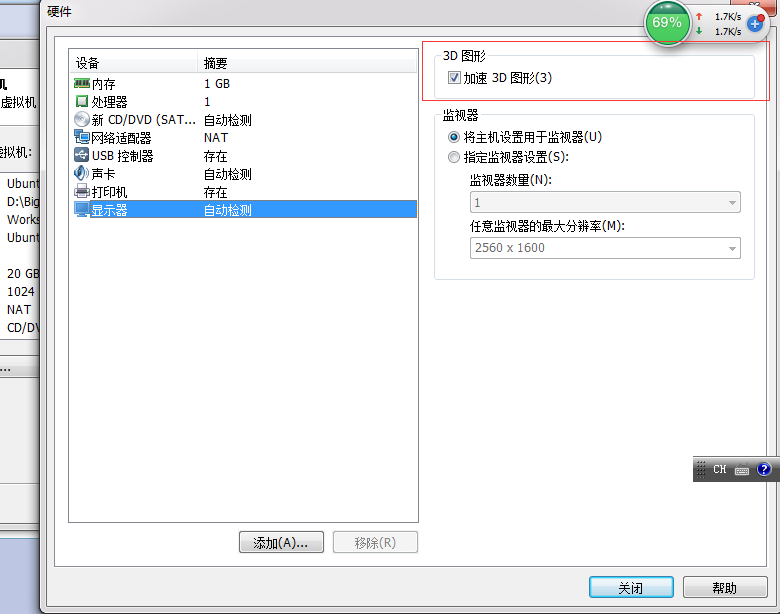 硬件
69%
1.7K/s
1.7K/s
机
虚拟机
虚拟机:
Ubunt
D:\Big
Works
Ubunt
20 GB
1024
NAT
CD/DV
...
设备 摘要
内存 1 GB
处理器 1
新 CD/DVD (SAT... 自动检测
网络适配器 NAT
USB 控制器 存在
声卡 自动检测
打印机 存在
显示器 自动检测
添加(A)... 移除(R)
3D 图形
加速 3D 图形(3)
监视器
将主机设置用于监视器(U)
指定监视器设置(S):
监视器数量(N):
1
任意监视器的最大分辨率(M):
2560 x 1600
CH
关闭 帮助